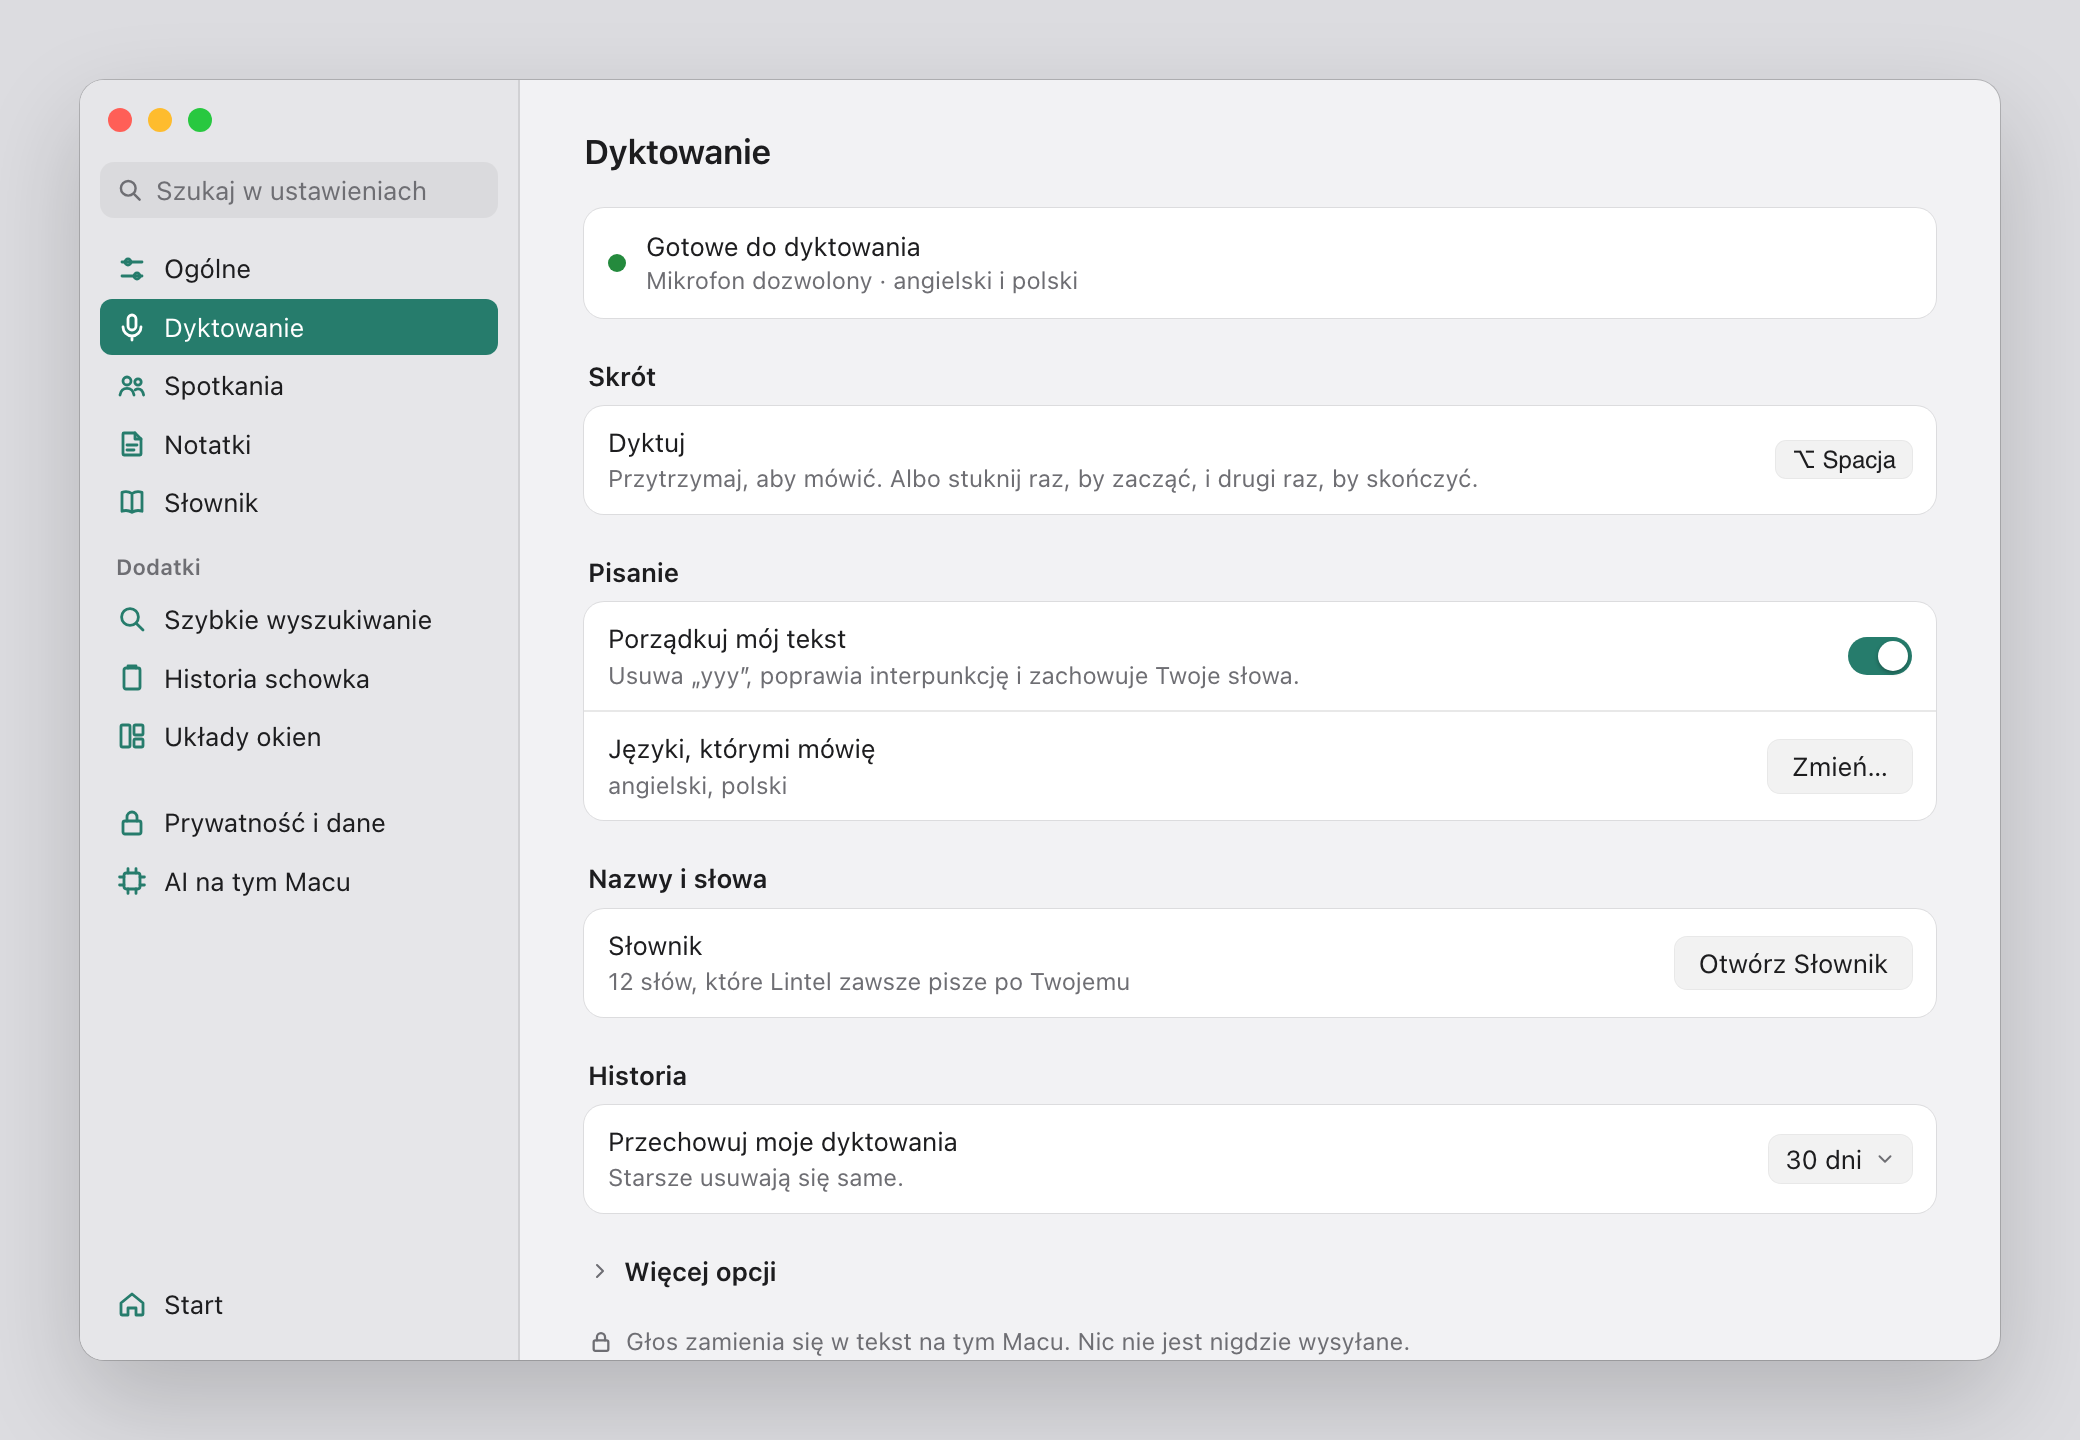 Szukaj w ustawieniach
Ogólne
Dyktowanie
Spotkania
Notatki
Słownik
Dodatki
Szybkie wyszukiwanie
Historia schowka
Układy okien
Prywatność i dane
AI na tym Macu
Start
Dyktowanie
Gotowe do dyktowania
Mikrofon dozwolony · angielski i polski
Skrót
Dyktuj
Przytrzymaj, aby mówić. Albo stuknij raz, by zacząć, i drugi raz, by skończyć.
⌥ Spacja
Pisanie
Porządkuj mój tekst
Usuwa „yyy”, poprawia interpunkcję i zachowuje Twoje słowa.
Języki, którymi mówię
angielski, polski
Zmień...
Nazwy i słowa
Słownik
12 słów, które Lintel zawsze pisze po Twojemu
Otwórz Słownik
Historia
Przechowuj moje dyktowania
Starsze usuwają się same.
30 dni
Więcej opcji
Głos zamienia się w tekst na tym Macu. Nic nie jest nigdzie wysyłane.